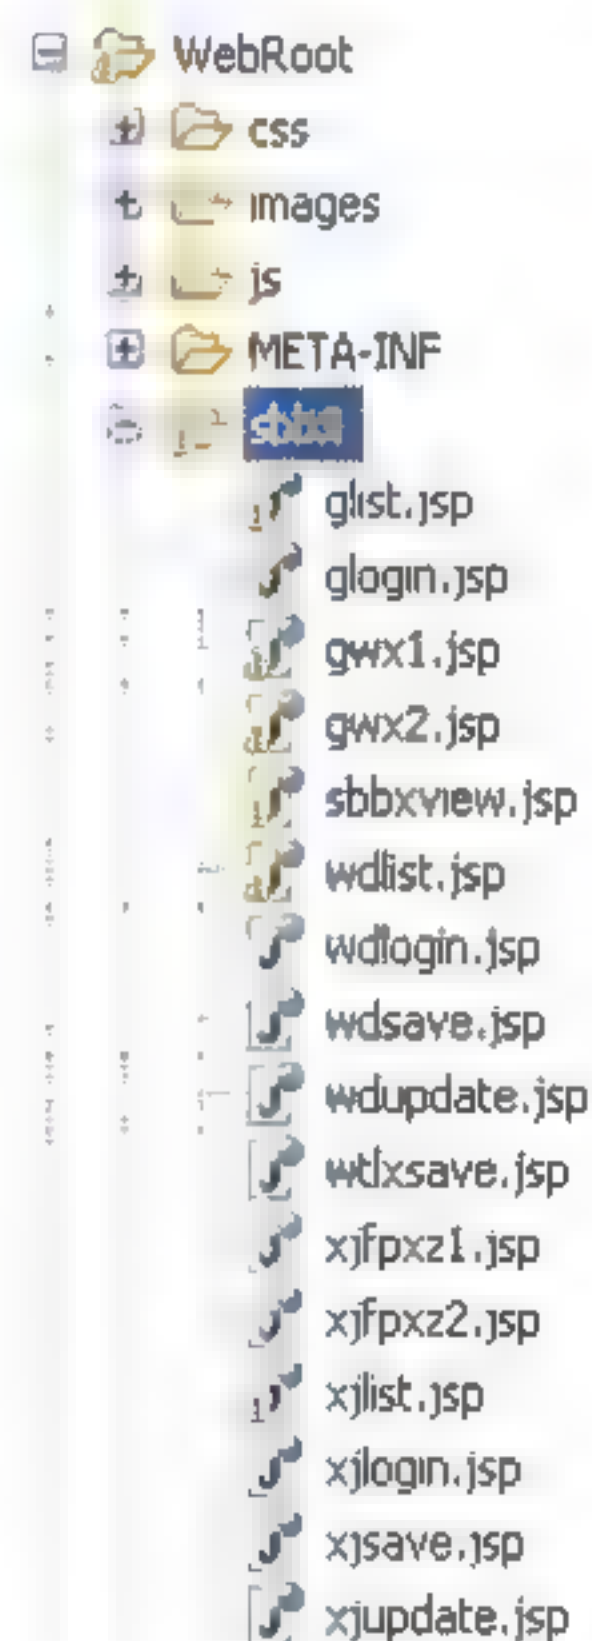 WebRoot
css
images
js
META-INF
sbbx
glist.jsp
glogin.jsp
gwx1.jsp
gwx2.jsp
sbbxview.jsp
wdlist.jsp
wdlogin.jsp
wdsave.jsp
wdupdate.jsp
wtlxsave.jsp
xjfpxz1.jsp
xjfpxz2.jsp
xjlist.jsp
xjlogin.jsp
xjsave.jsp
xjupdate.jsp